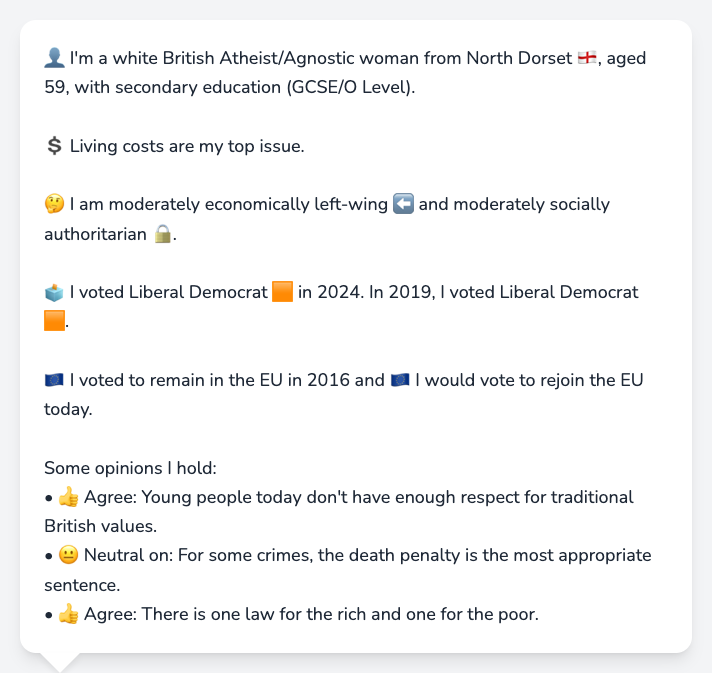 👤 I'm a white British Atheist/Agnostic woman from North Dorset 🏴󠁧󠁢󠁥󠁮󠁧󠁿, aged
59, with secondary education (GCSE/O Level).
💲 Living costs are my top issue.
🤔 I am moderately economically left-wing ⬅️ and moderately socially
authoritarian 🔒.
🗳️ I voted Liberal Democrat 🟧 in 2024. In 2019, I voted Liberal Democrat
🟧.
🇪🇺 I voted to remain in the EU in 2016 and 🇪🇺 I would vote to rejoin the EU
today.
Some opinions I hold:
• 👍 Agree: Young people today don't have enough respect for traditional
British values.
• 😐 Neutral on: For some crimes, the death penalty is the most appropriate
sentence.
• 👍 Agree: There is one law for the rich and one for the poor.